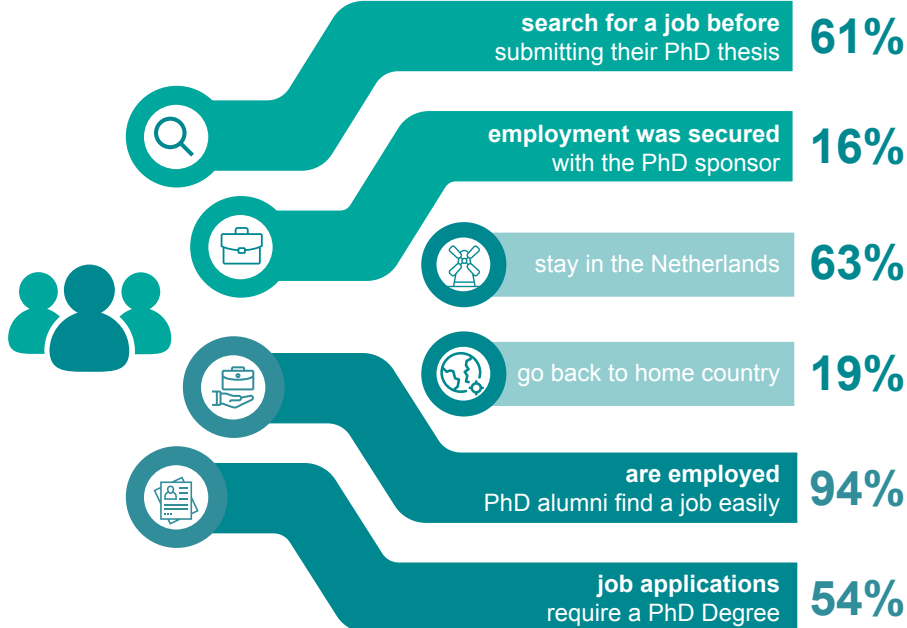 search for a job before
submitting their PhD thesis
61%
employment was secured
with the PhD sponsor
16%
stay in the Netherlands
63%
go back to home country
19%
are employed
PhD alumni find a job easily
94%
job applications
require a PhD Degree
54%